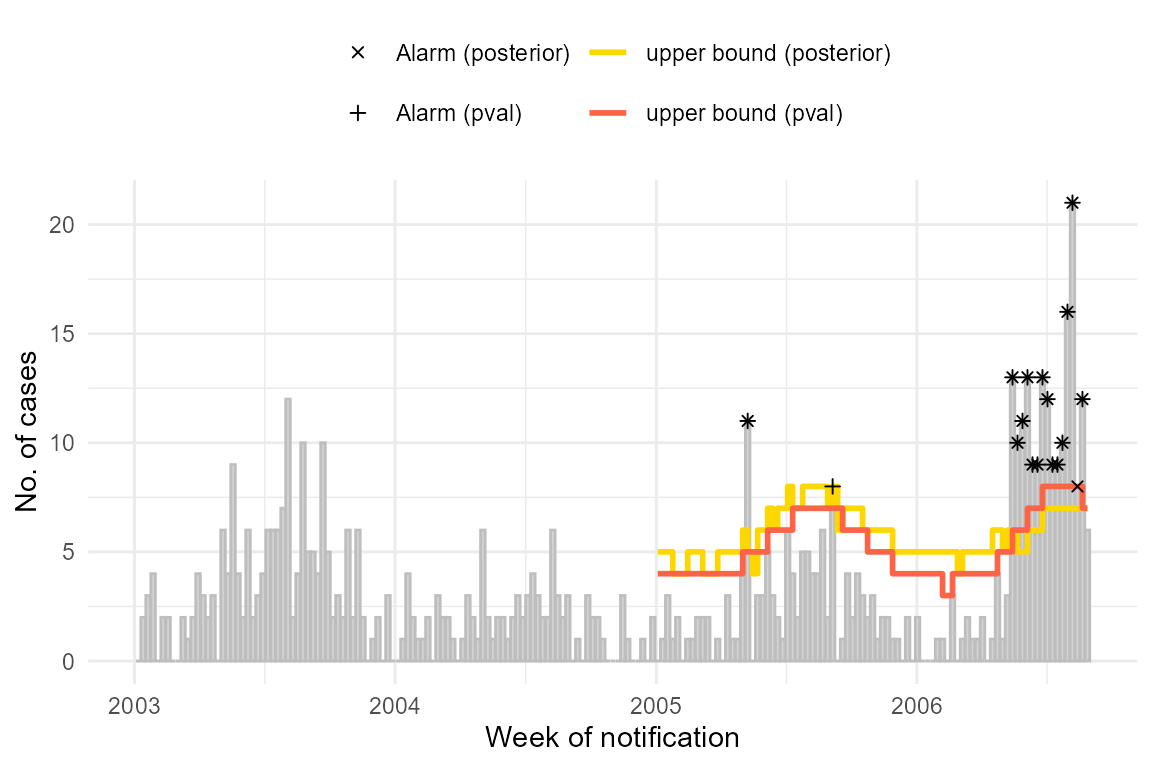 Alarm (posterior) upper bound (posterior)
Alarm (pval) upper bound (pval)
20
15
10
5
0
No. of cases
2003 2004 2005 2006
Week of notification